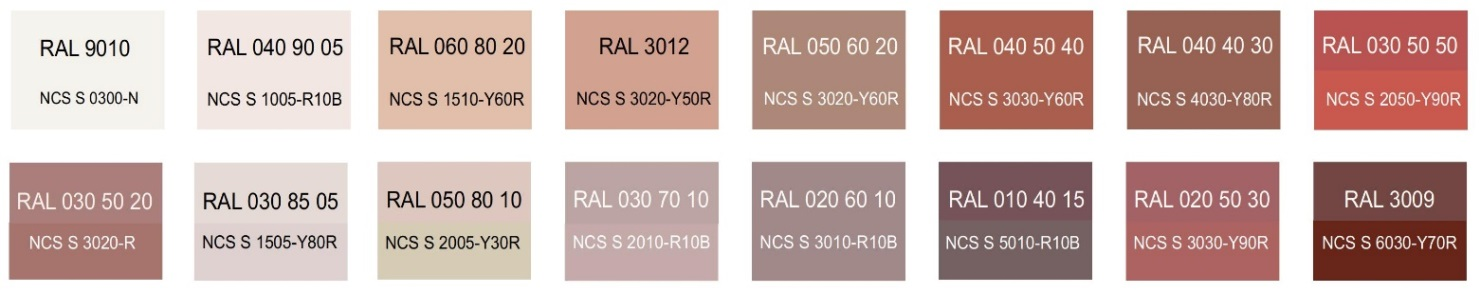 RAL 9010
NCS S 0300-N
RAL 040 90 05
NCS S 1005-R10B
RAL 060 80 20
NCS S 1510-Y60R
RAL 3012
NCS S 3020-Y50R
RAL 050 60 20
NCS S 3020-Y60R
RAL 040 50 40
NCS S 3030-Y60R
RAL 040 40 30
NCS S 4030-Y80R
RAL 030 50 50
NCS S 2050-Y90R
RAL 030 50 20
NCS S 3020-R
RAL 030 85 05
NCS S 1505-Y80R
RAL 050 80 10
NCS S 2005-Y30R
RAL 030 70 10
NCS S 2010-R10B
RAL 020 60 10
NCS S 3010-R10B
RAL 010 40 15
NCS S 5010-R10B
RAL 020 50 30
NCS S 3030-Y90R
RAL 3009
NCS S 6030-Y70R